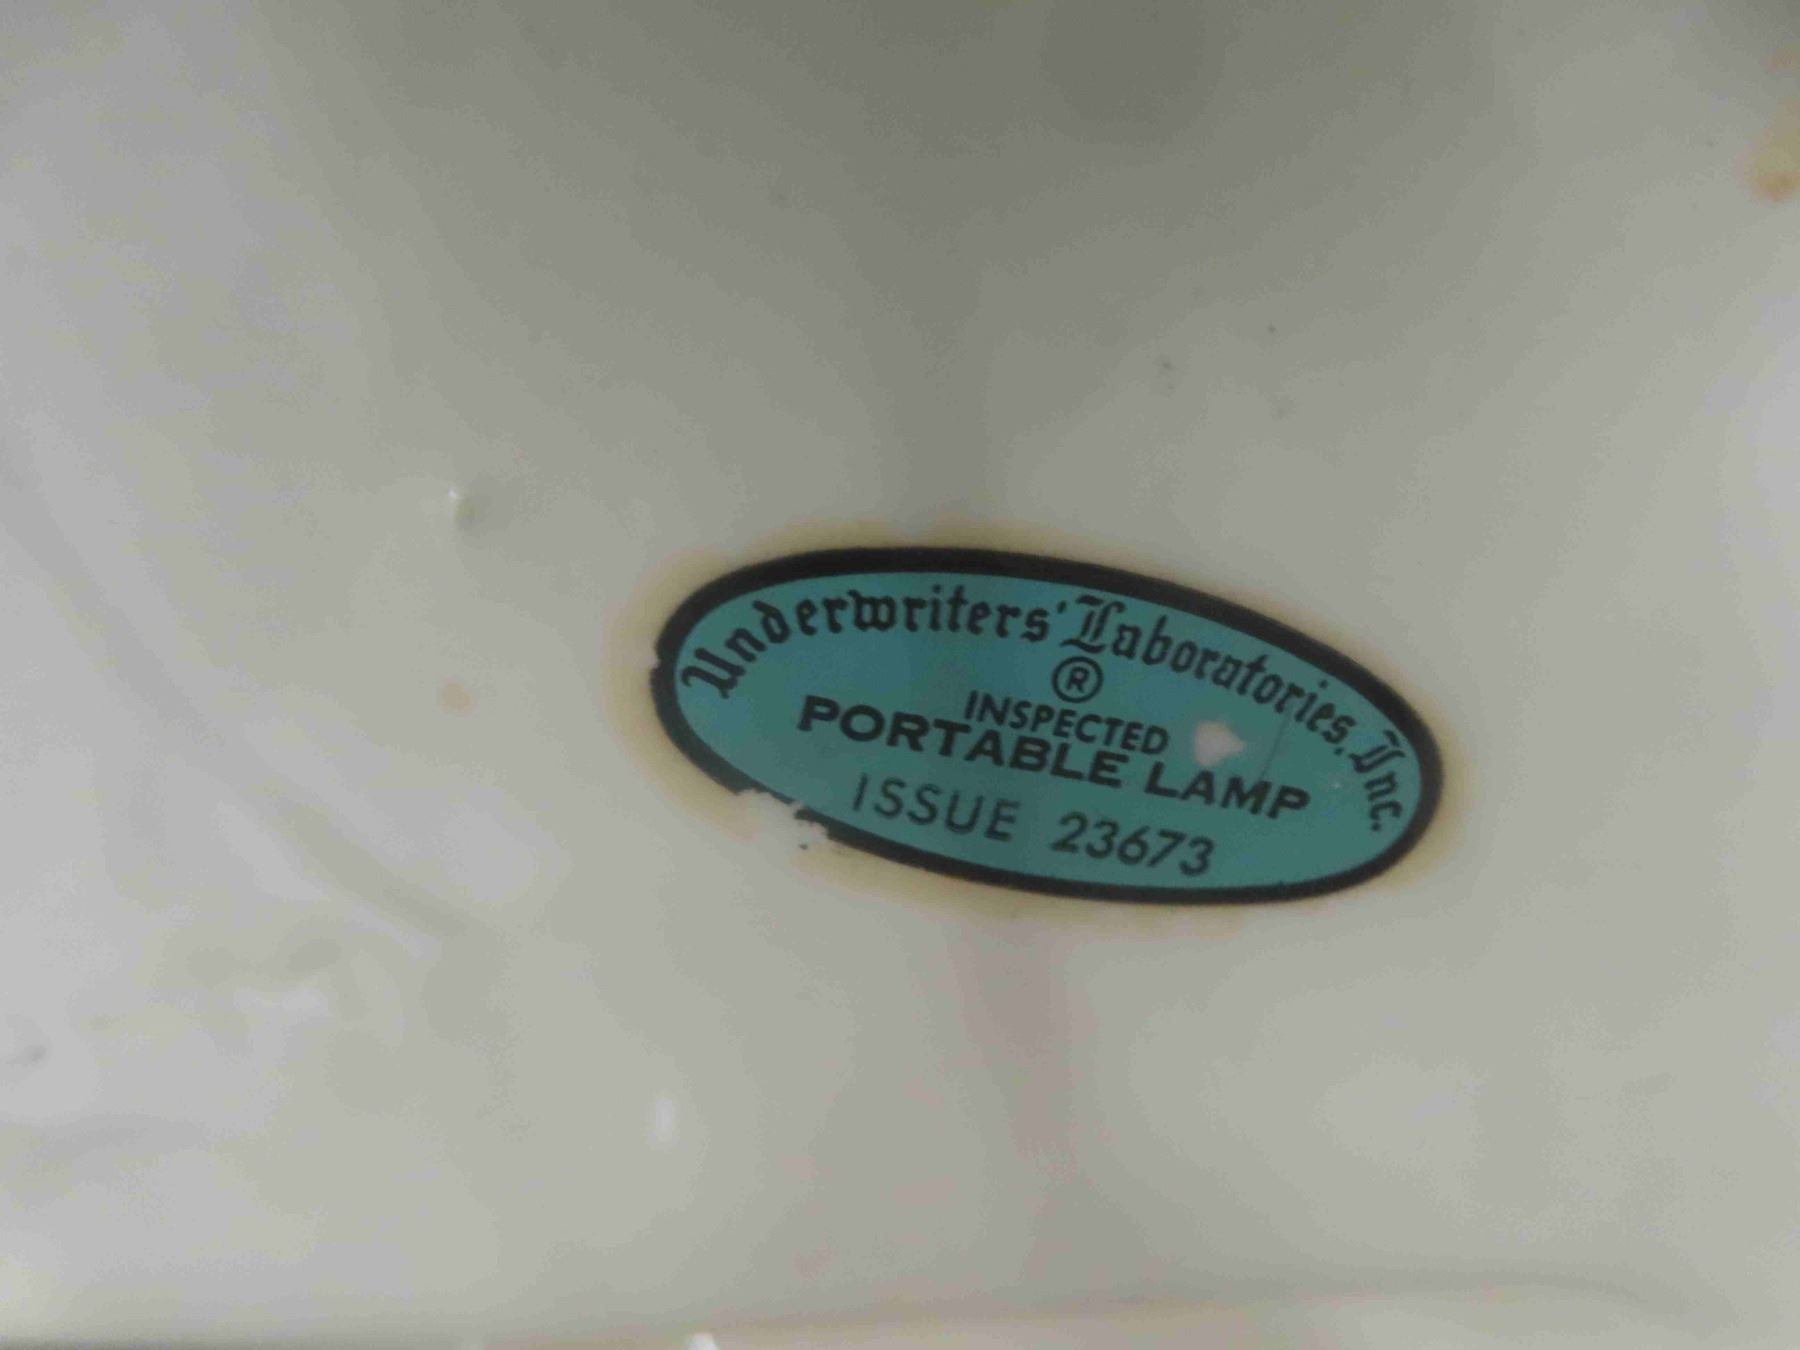 Underwriters' Laboratories, Inc.
®
INSPECTED
PORTABLE LAMP
ISSUE 23673